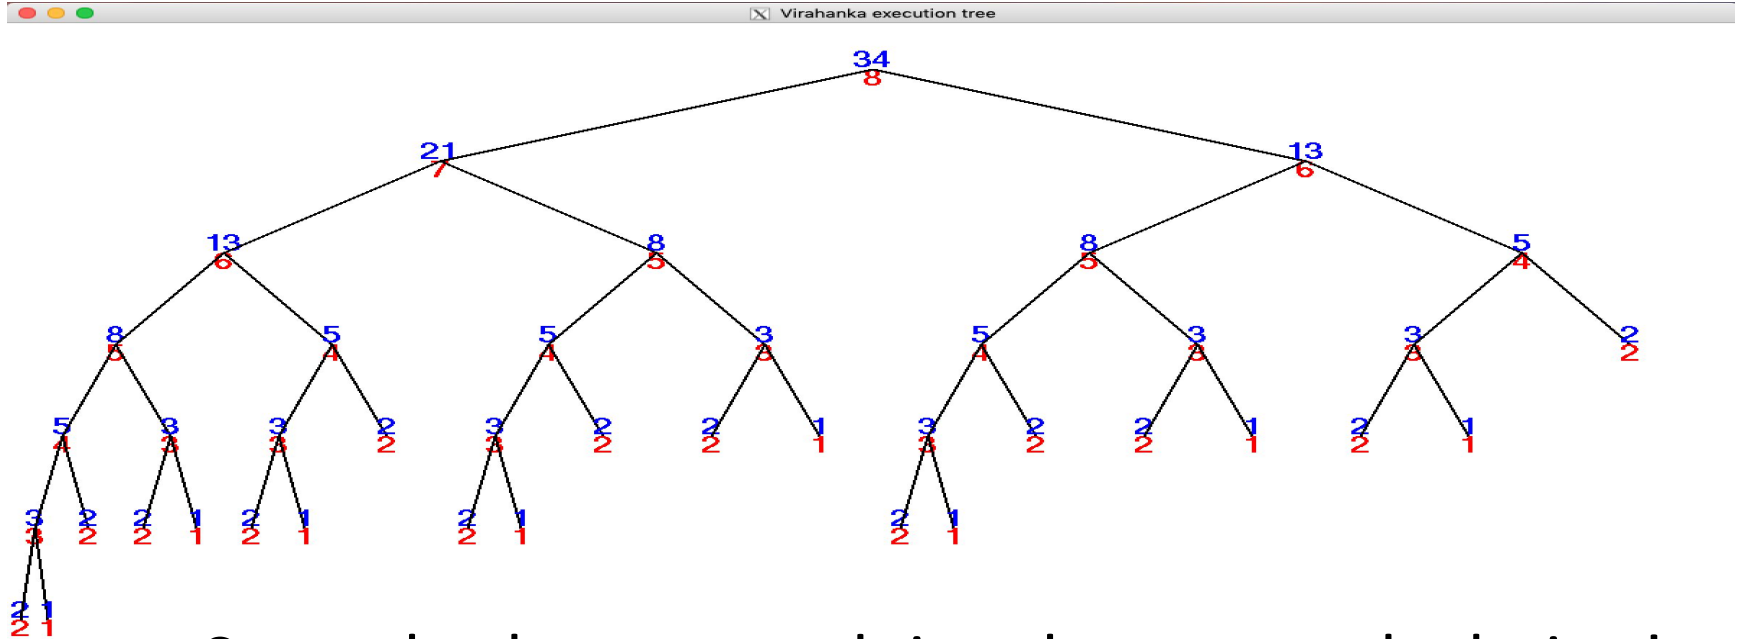 Virahanka execution tree
34
8
21 13
7 6
13 8 8 5
6 5 5 4
8 5 5 3 5 3 3 2
5 4 4 3 4 3 3 2
5 3 3 2 3 2 2 1 3 2 2 1 2 1
4 3 3 2 3 2 2 1 3 2 2 1 2 1
3 2 2 1 2 1 2 1 2 1
3 2 2 1 2 1 2 1 2 1
2 1
2 1